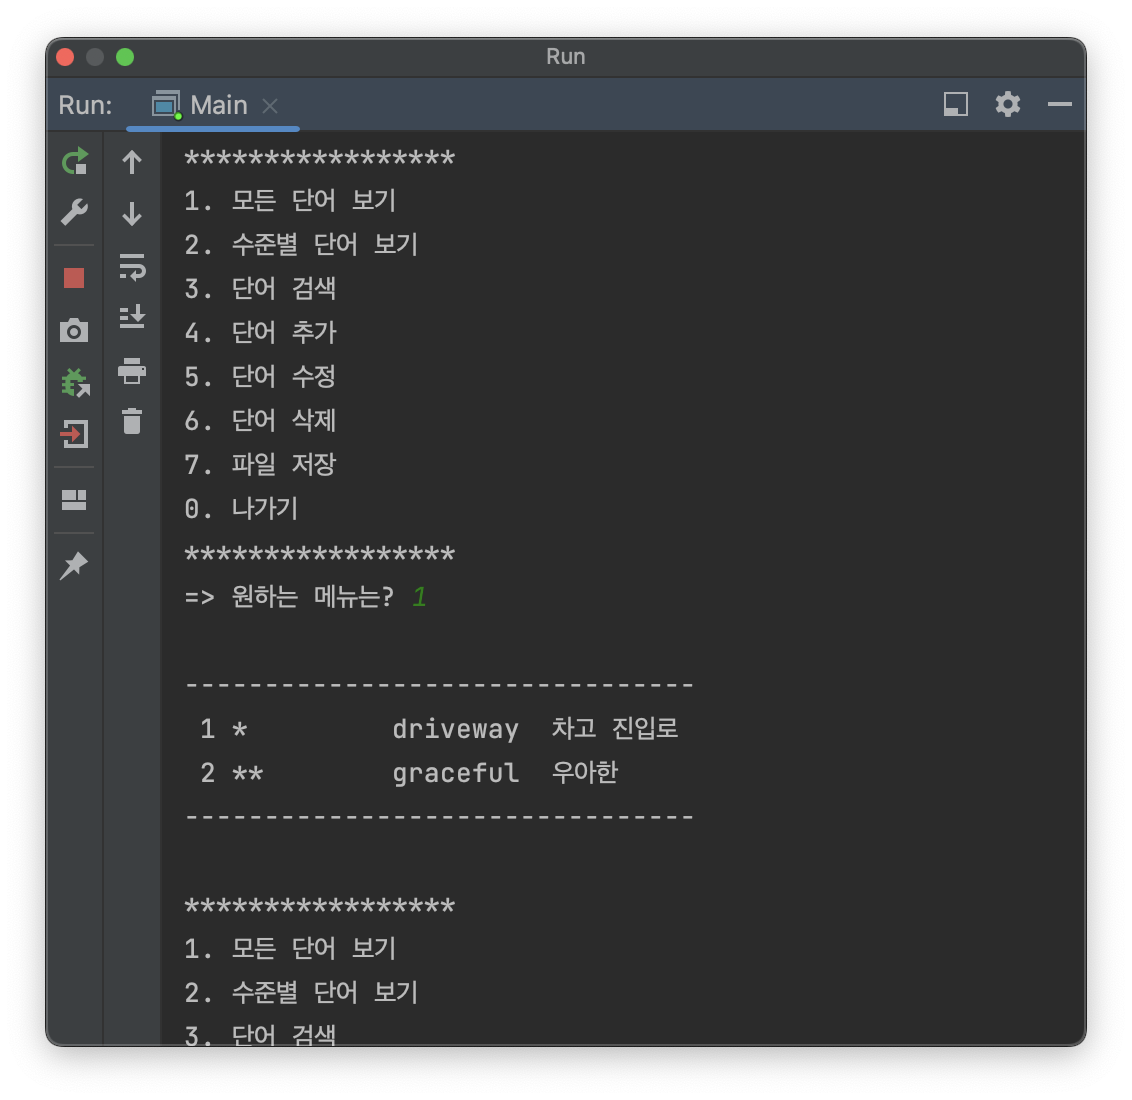 Run
Run: Main
*****************
1. 모든 단어 보기
2. 수준별 단어 보기
3. 단어 검색
4. 단어 추가
5. 단어 수정
6. 단어 삭제
7. 파일 저장
0. 나가기
*****************
=> 원하는 메뉴는? 1
--------------------------------
1 * driveway 차고 진입로
2 ** graceful 우아한
--------------------------------
*****************
1. 모든 단어 보기
2. 수준별 단어 보기
3. 단어 검색